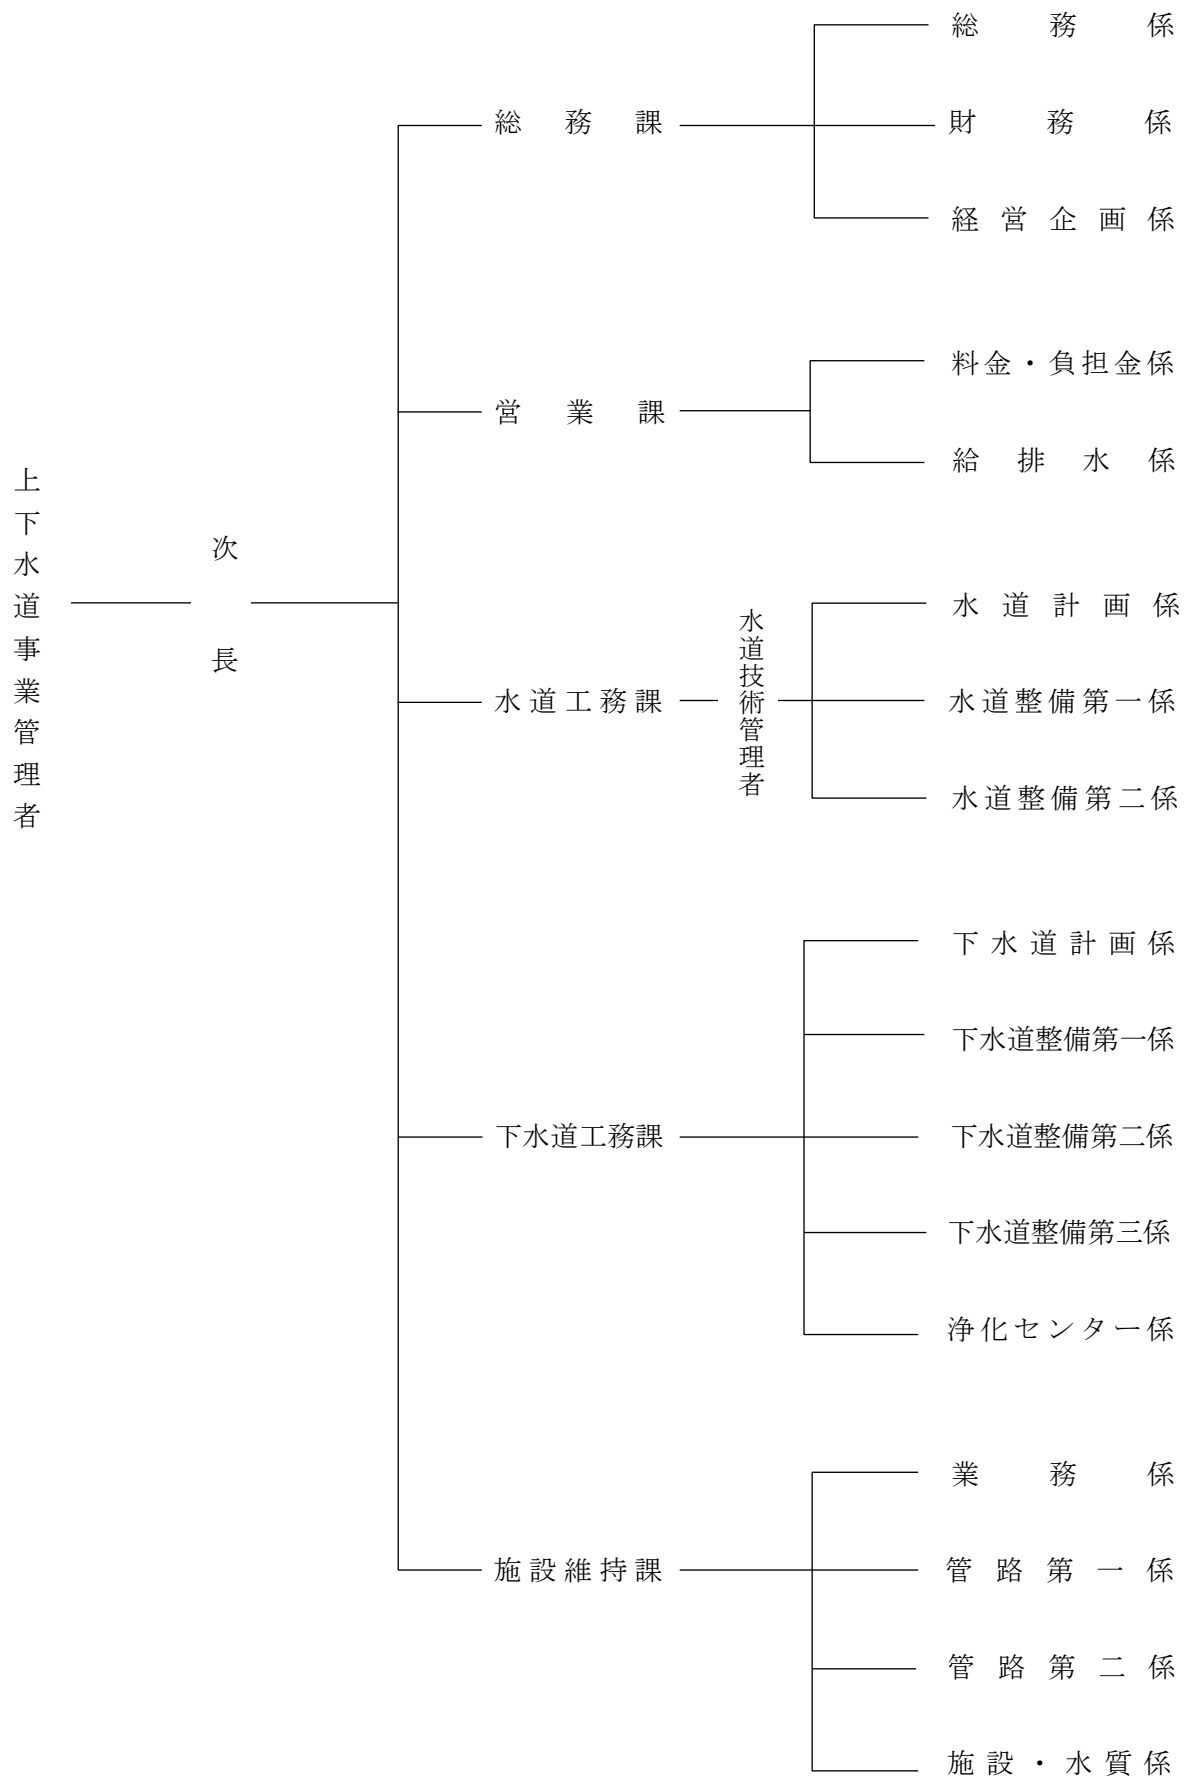 上下水道事業管理者
次長
総務課
総務係
財務係
経営企画係
営業課
料金・負担金係
給排水係
水道工務課
水道技術管理者
水道計画係
水道整備第一係
水道整備第二係
下水道工務課
下水道計画係
下水道整備第一係
下水道整備第二係
下水道整備第三係
浄化センター係
施設維持課
業務係
管路第一係
管路第二係
施設・水質係